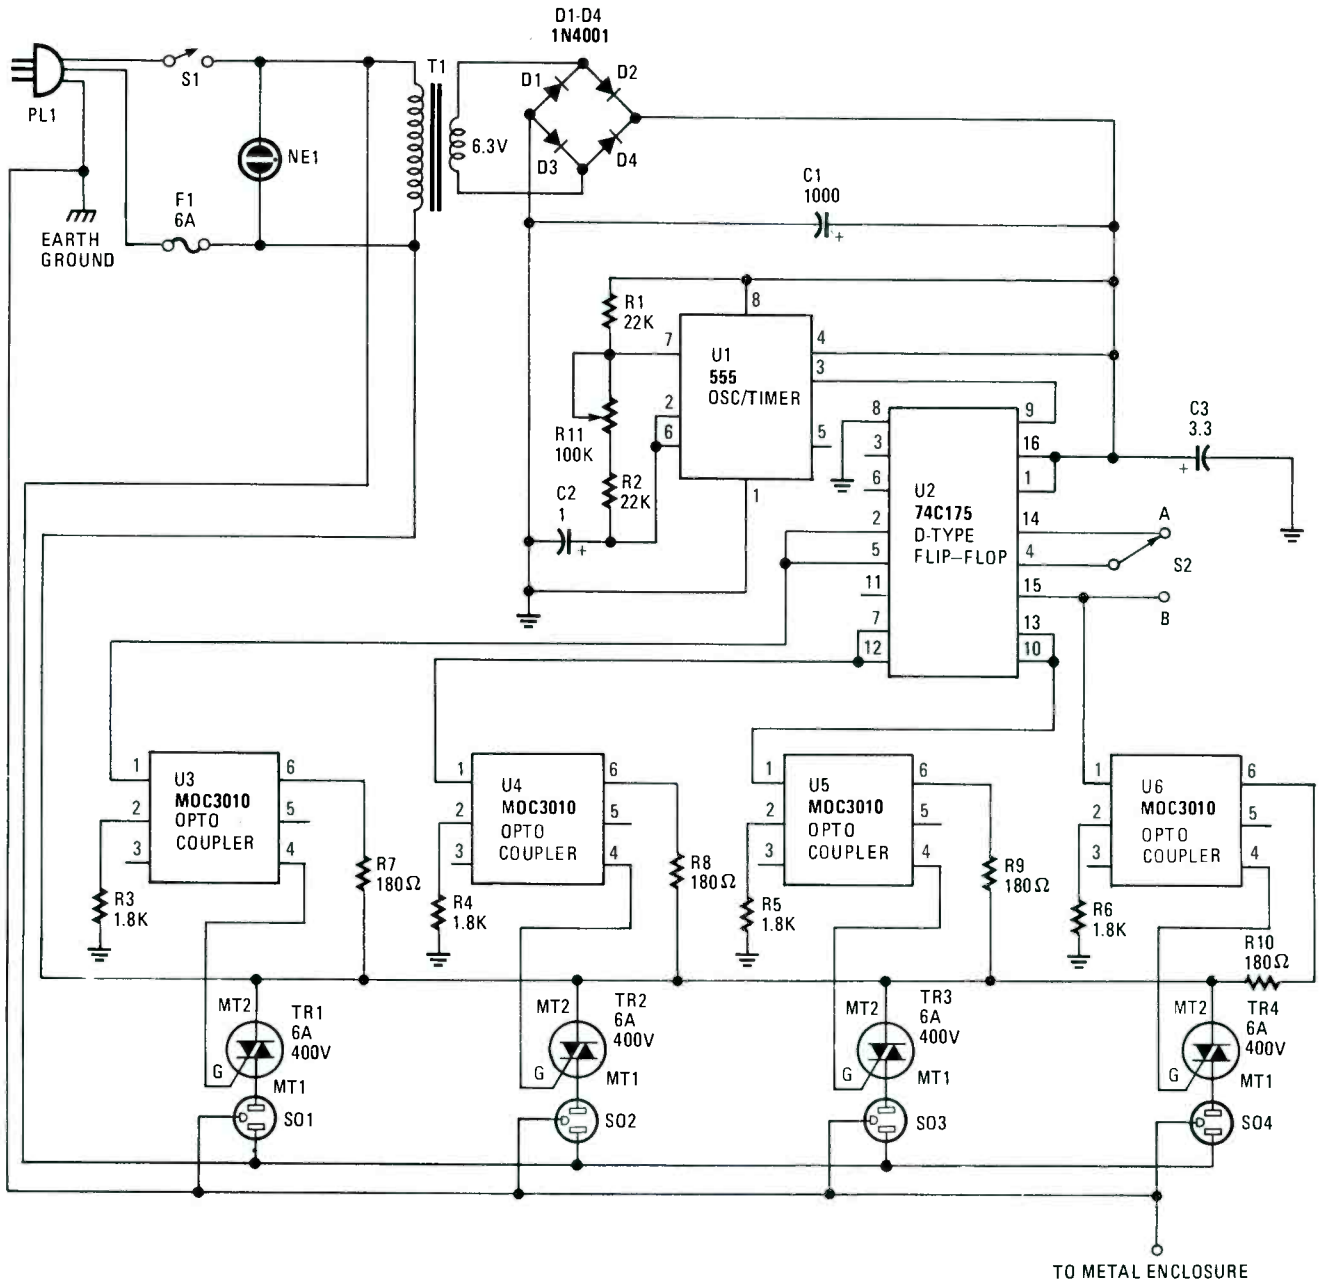 D1-D4
1N4001
PL1
S1
NE1
F1
6A
EARTH
GROUND
T1
6.3V
D1
D2
D3
D4
C1
1000
+
R1
22K
8
7
U1
555
OSC/TIMER
4
3
2
6
5
1
R11
100K
R2
22K
C2
1
+
8
3
6
2
5
11
7
12
U2
74C175
D-TYPE
FLIP-FLOP
9
16
1
14
4
15
13
10
C3
3.3
+
A
S2
B
1
2
3
U3
MOC3010
OPTO
COUPLER
6
5
4
R3
1.8K
R7
180Ω
1
2
3
U4
MOC3010
OPTO
COUPLER
6
5
4
R4
1.8K
R8
180Ω
1
2
3
U5
MOC3010
OPTO
COUPLER
6
5
4
R5
1.8K
R9
180Ω
1
2
3
U6
MOC3010
OPTO
COUPLER
6
5
4
R6
1.8K
R10
180Ω
MT2
TR1
6A
400V
G
MT1
SO1
MT2
TR2
6A
400V
G
MT1
SO2
MT2
TR3
6A
400V
G
MT1
SO3
MT2
TR4
6A
400V
G
MT1
SO4
TO METAL ENCLOSURE